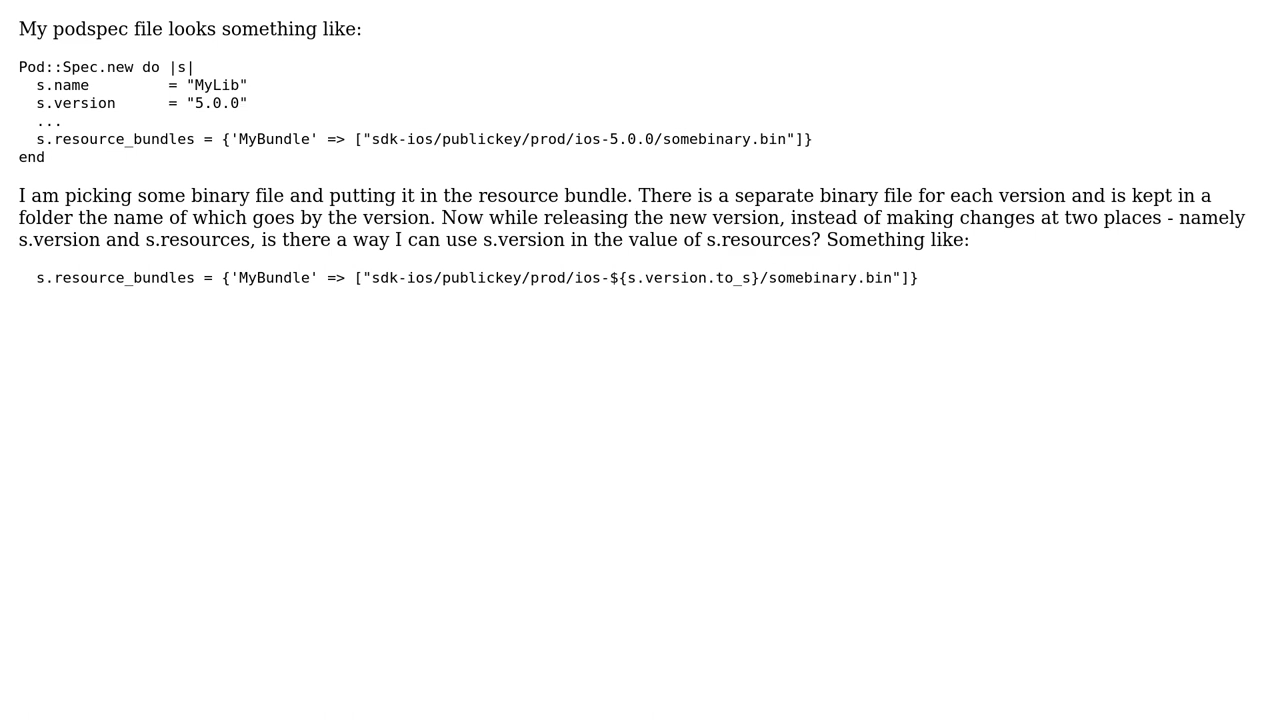 My podspec file looks something like:
Pod::Spec.new do |s|
  s.name         = "MyLib"
  s.version      = "5.0.0"
  ...
  s.resource_bundles = {'MyBundle' => ["sdk-ios/publickey/prod/ios-5.0.0/somebinary.bin"]}
end
I am picking some binary file and putting it in the resource bundle. There is a separate binary file for each version and is kept in a
folder the name of which goes by the version. Now while releasing the new version, instead of making changes at two places - namely
s.version and s.resources, is there a way I can use s.version in the value of s.resources? Something like:
  s.resource_bundles = {'MyBundle' => ["sdk-ios/publickey/prod/ios-${s.version.to_s}/somebinary.bin"]}